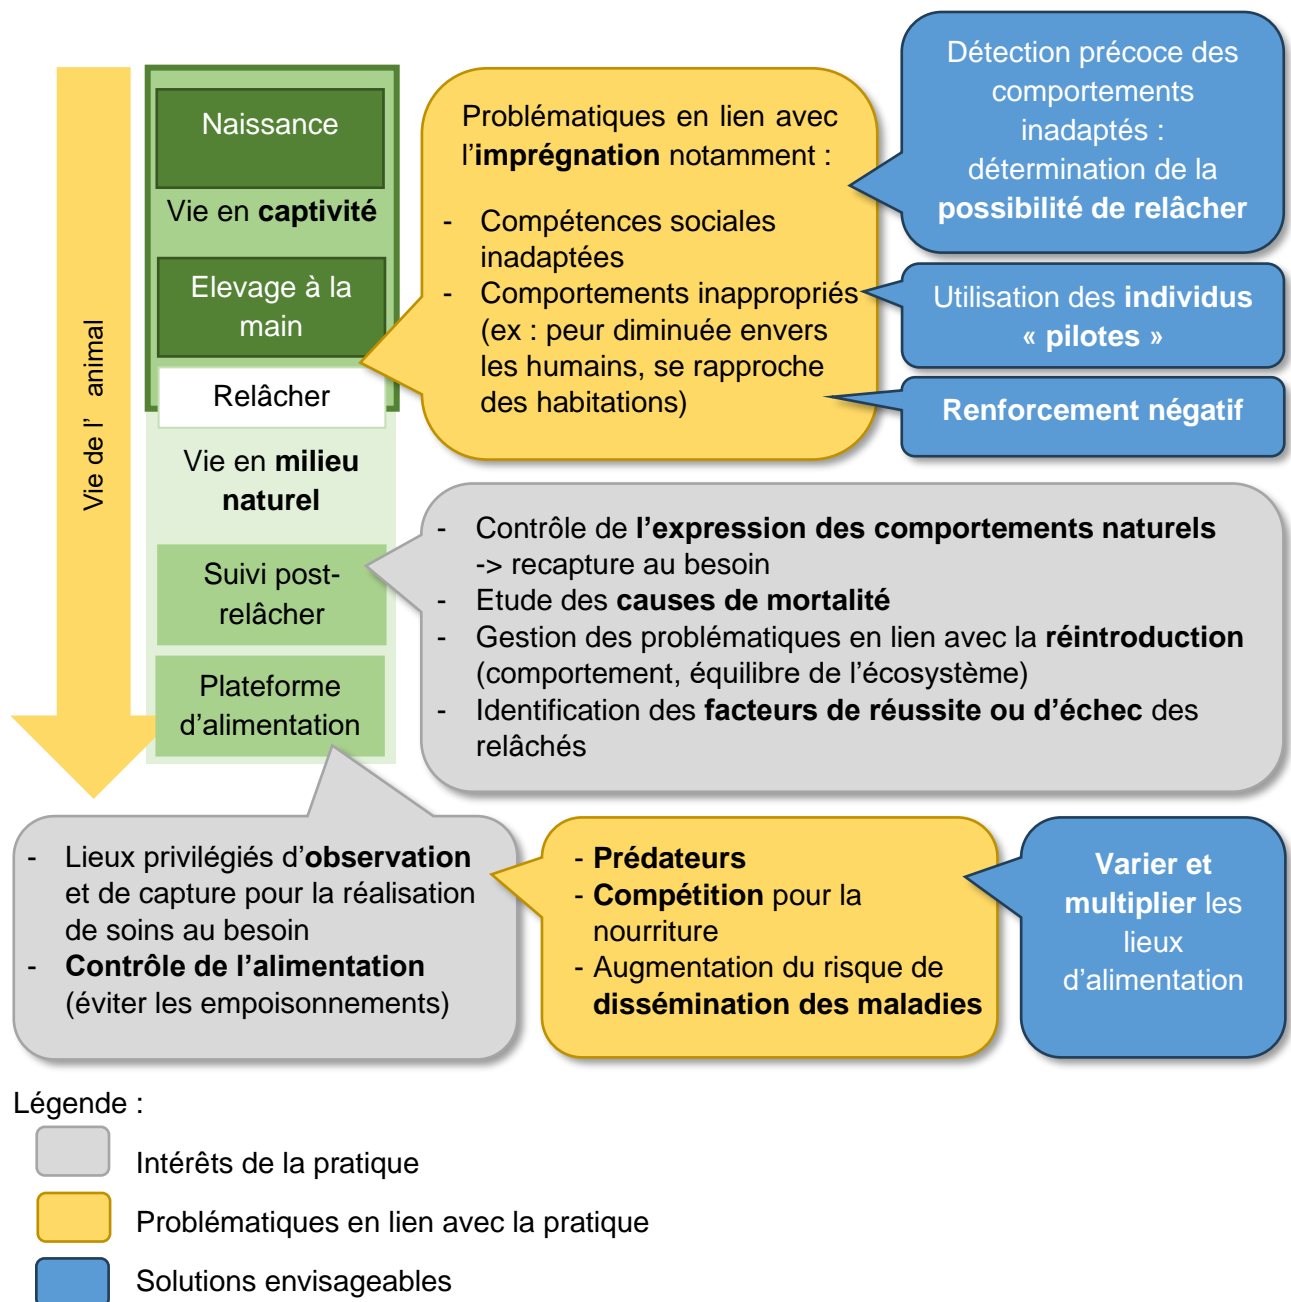 Vie de l' animal
Naissance
Vie en captivité
Elevage à la
main
Relâcher
Vie en milieu
naturel
Suivi post-
relâcher
Plateforme
d'alimentation
Problématiques en lien avec
l'imprégnation notamment :
- Compétences sociales
inadaptées
- Comportements inappropriés
(ex : peur diminuée envers
les humains, se rapproche
des habitations)
Détection précoce des
comportements
inadaptés :
détermination de la
possibilité de relâcher
Utilisation des individus
« pilotes »
Renforcement négatif
- Contrôle de l'expression des comportements naturels
-> recapture au besoin
- Etude des causes de mortalité
- Gestion des problématiques en lien avec la réintroduction
(comportement, équilibre de l'écosystème)
- Identification des facteurs de réussite ou d'échec des
relâchés
- Lieux privilégiés d'observation
et de capture pour la réalisation
de soins au besoin
- Contrôle de l'alimentation
(éviter les empoisonnements)
- Prédateurs
- Compétition pour la
nourriture
- Augmentation du risque de
dissémination des maladies
Varier et
multiplier les
lieux
d'alimentation
Légende :
Intérêts de la pratique
Problématiques en lien avec la pratique
Solutions envisageables